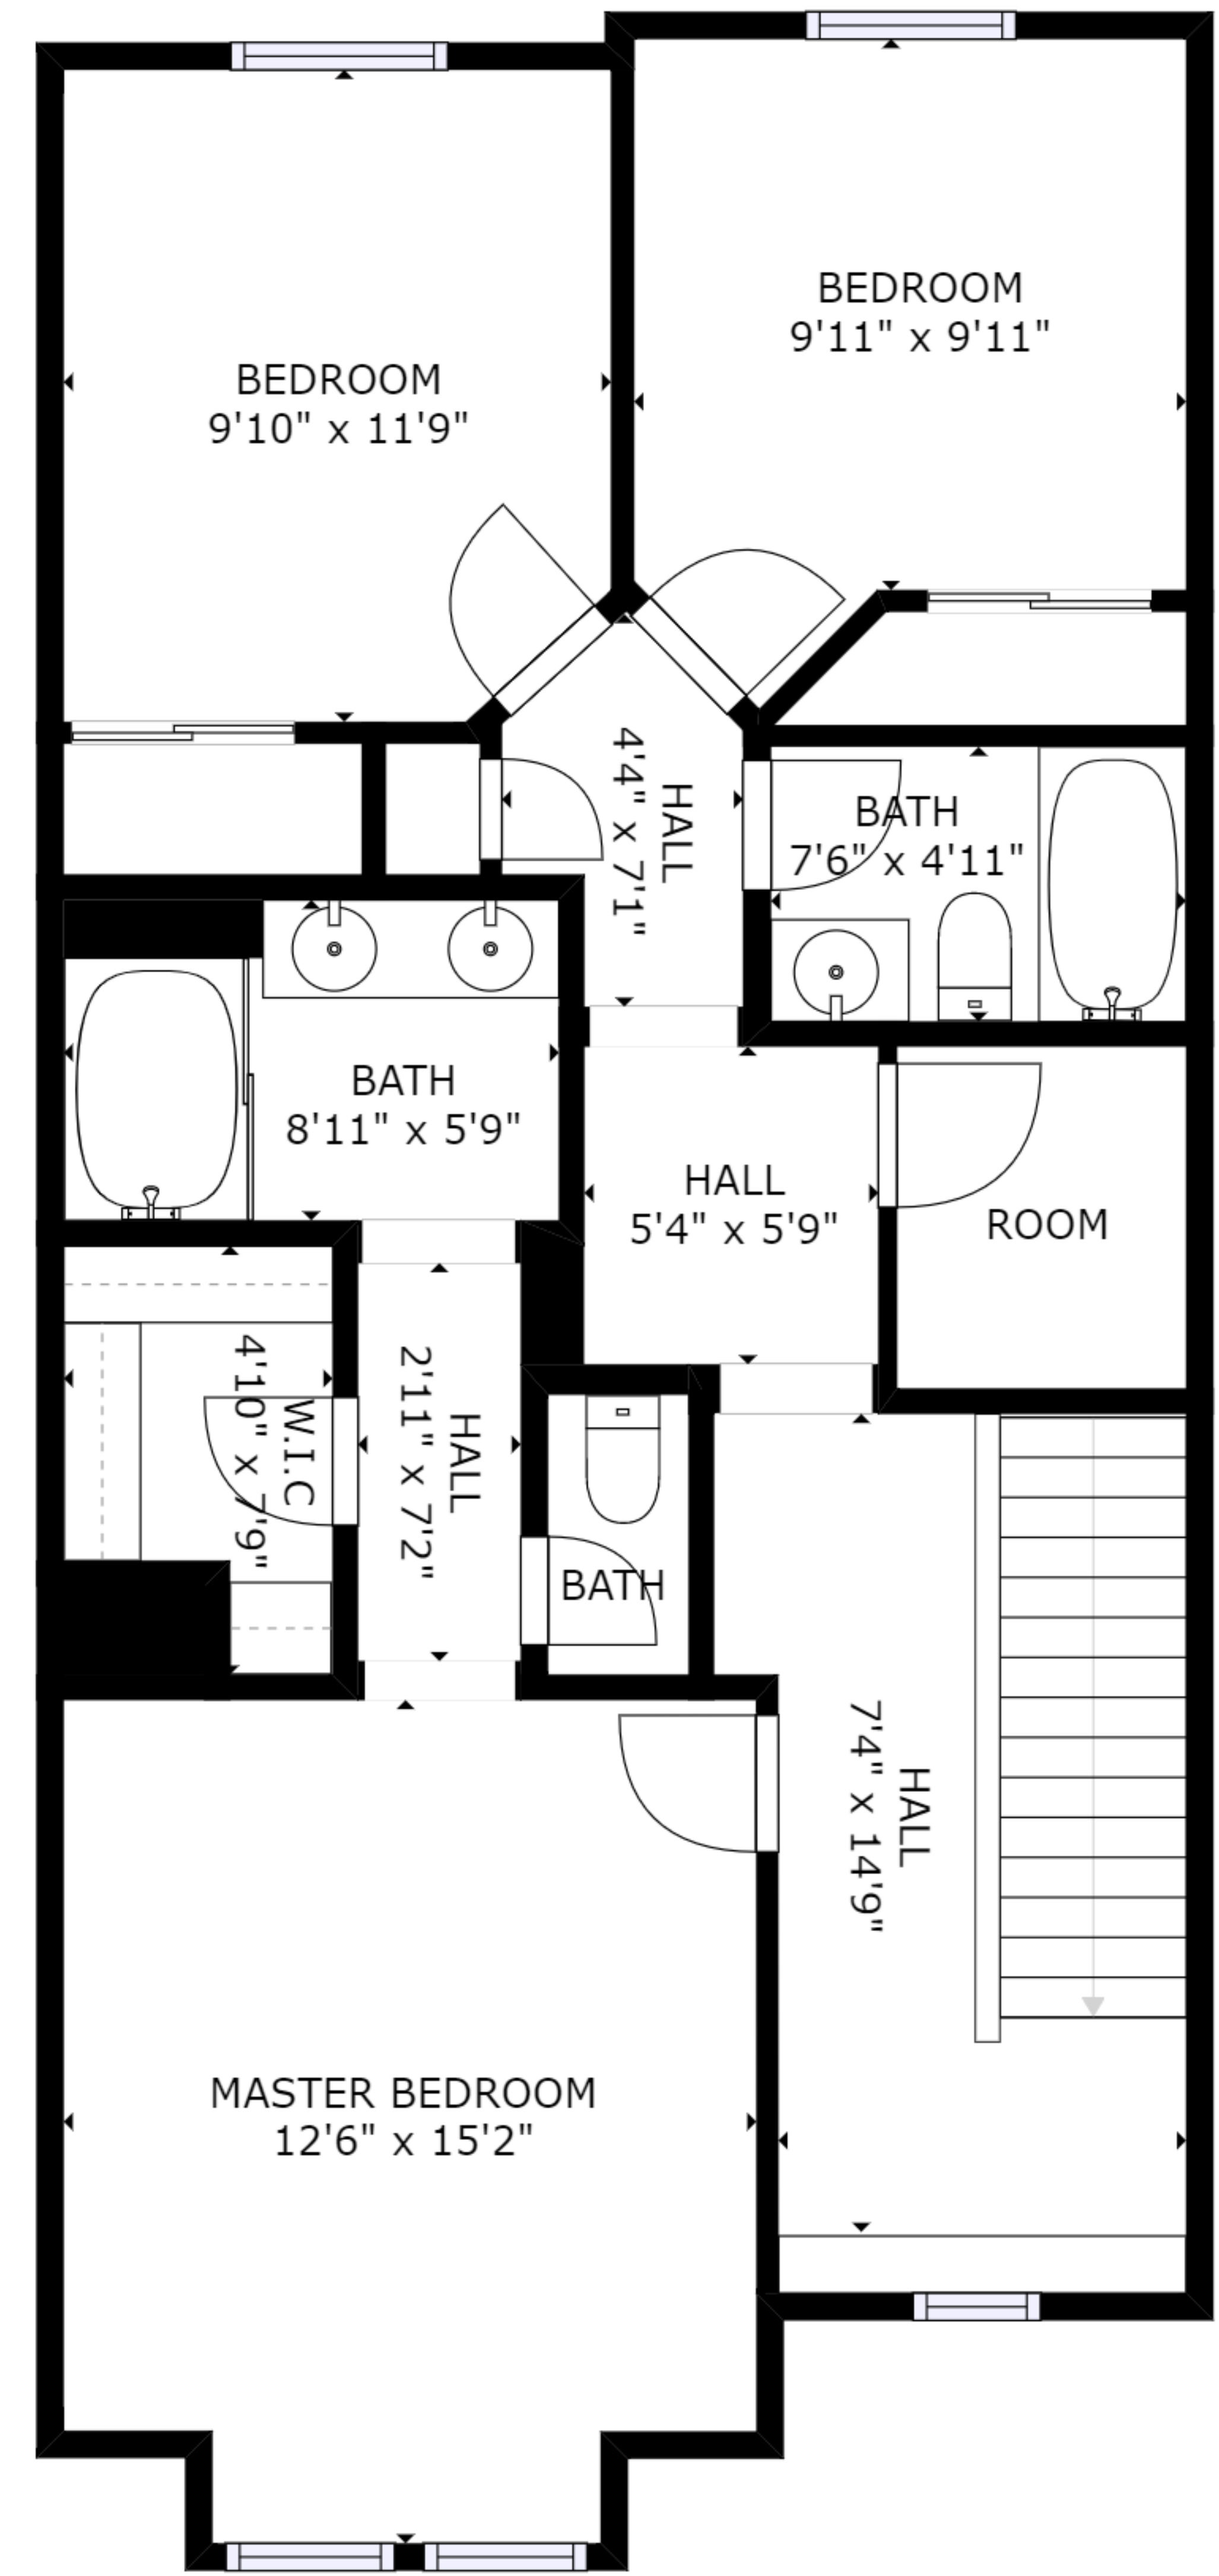 BEDROOM
9'11" x 9'11"
BEDROOM
9'10" x 11'9"
HALL
4'4" x 7'1"
BATH
7'6" x 4'11"
BATH
8'11" x 5'9"
HALL
5'4" x 5'9"
ROOM
W.I.C
4'10" x 7'9"
HALL
2'11" x 7'2"
BATH
HALL
7'4" x 14'9"
MASTER BEDROOM
12'6" x 15'2"